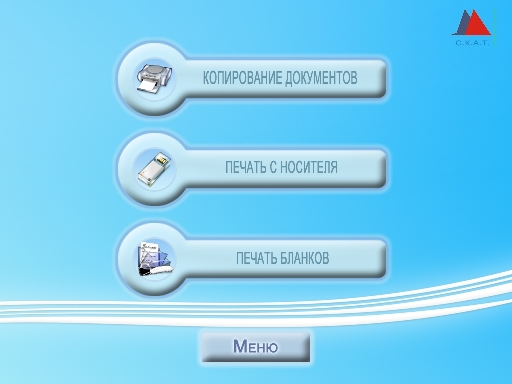 С.К.А.Т.
КОПИРОВАНИЕ ДОКУМЕНТОВ
ПЕЧАТЬ С НОСИТЕЛЯ
ПЕЧАТЬ БЛАНКОВ
Меню